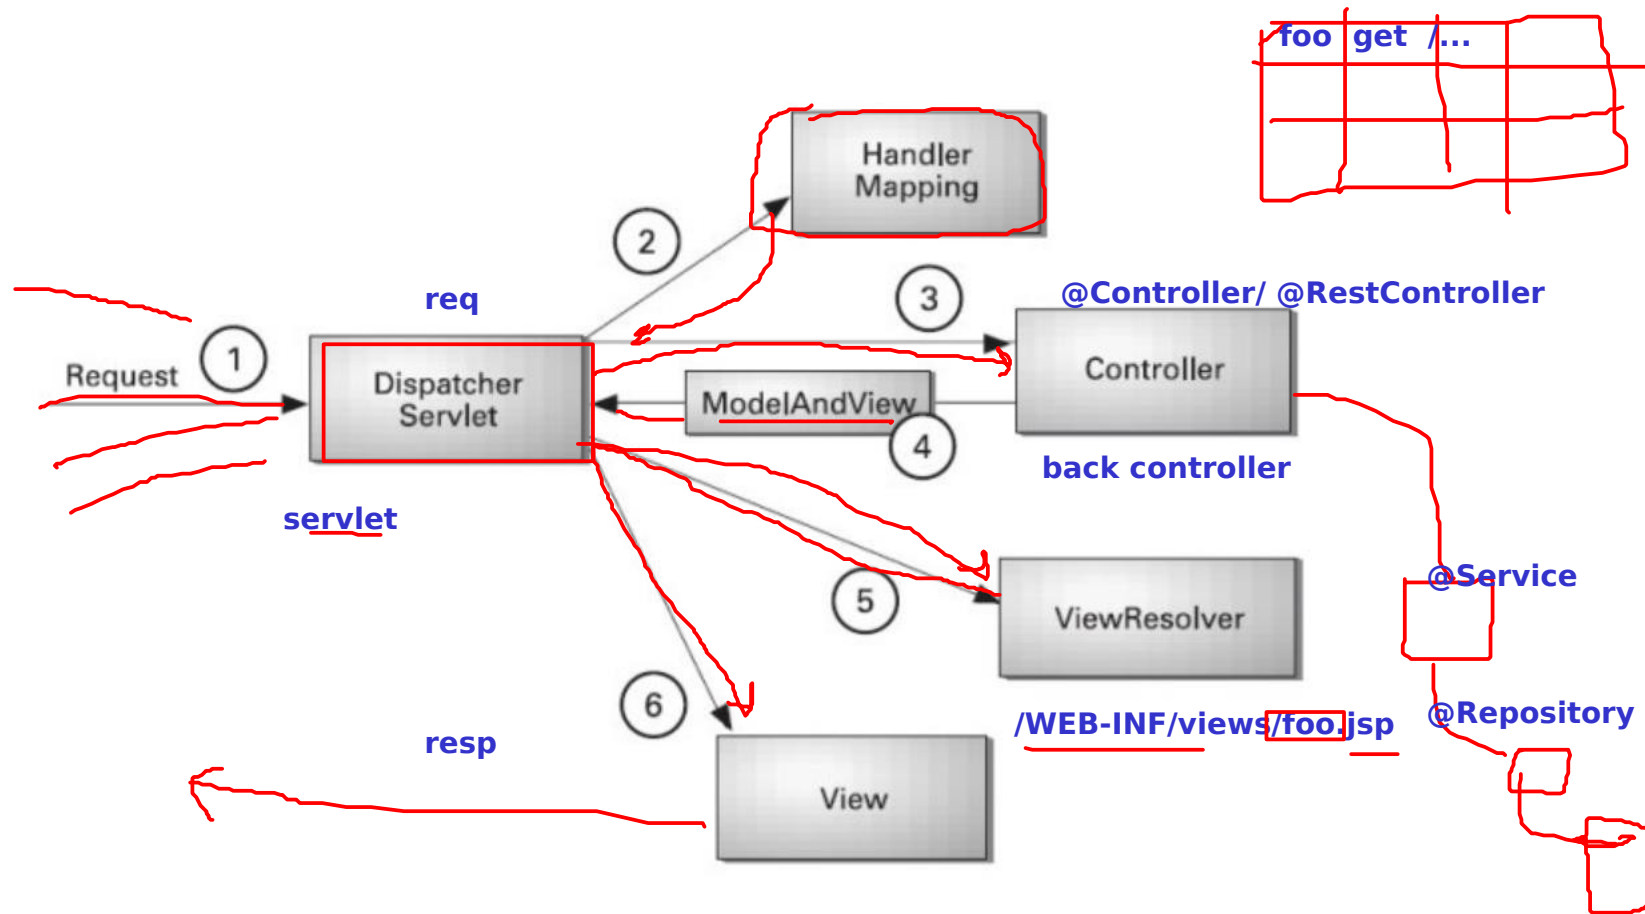 foo get /...
Handler
Mapping
2
req
3
@Controller/ @RestController
Request
1
Dispatcher
Servlet
ModelAndView
4
Controller
back controller
servlet
5
ViewResolver
@Service
6
/WEB-INF/views/foo.jsp
@Repository
resp
View